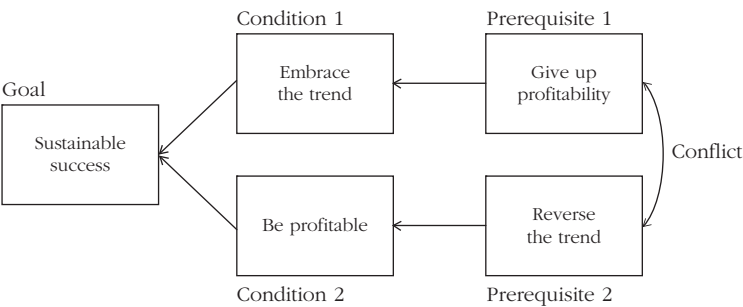 Condition 1
Prerequisite 1
Embrace
the trend
Give up
profitability
Goal
Sustainable
success
Conflict
Be profitable
Reverse
the trend
Condition 2
Prerequisite 2